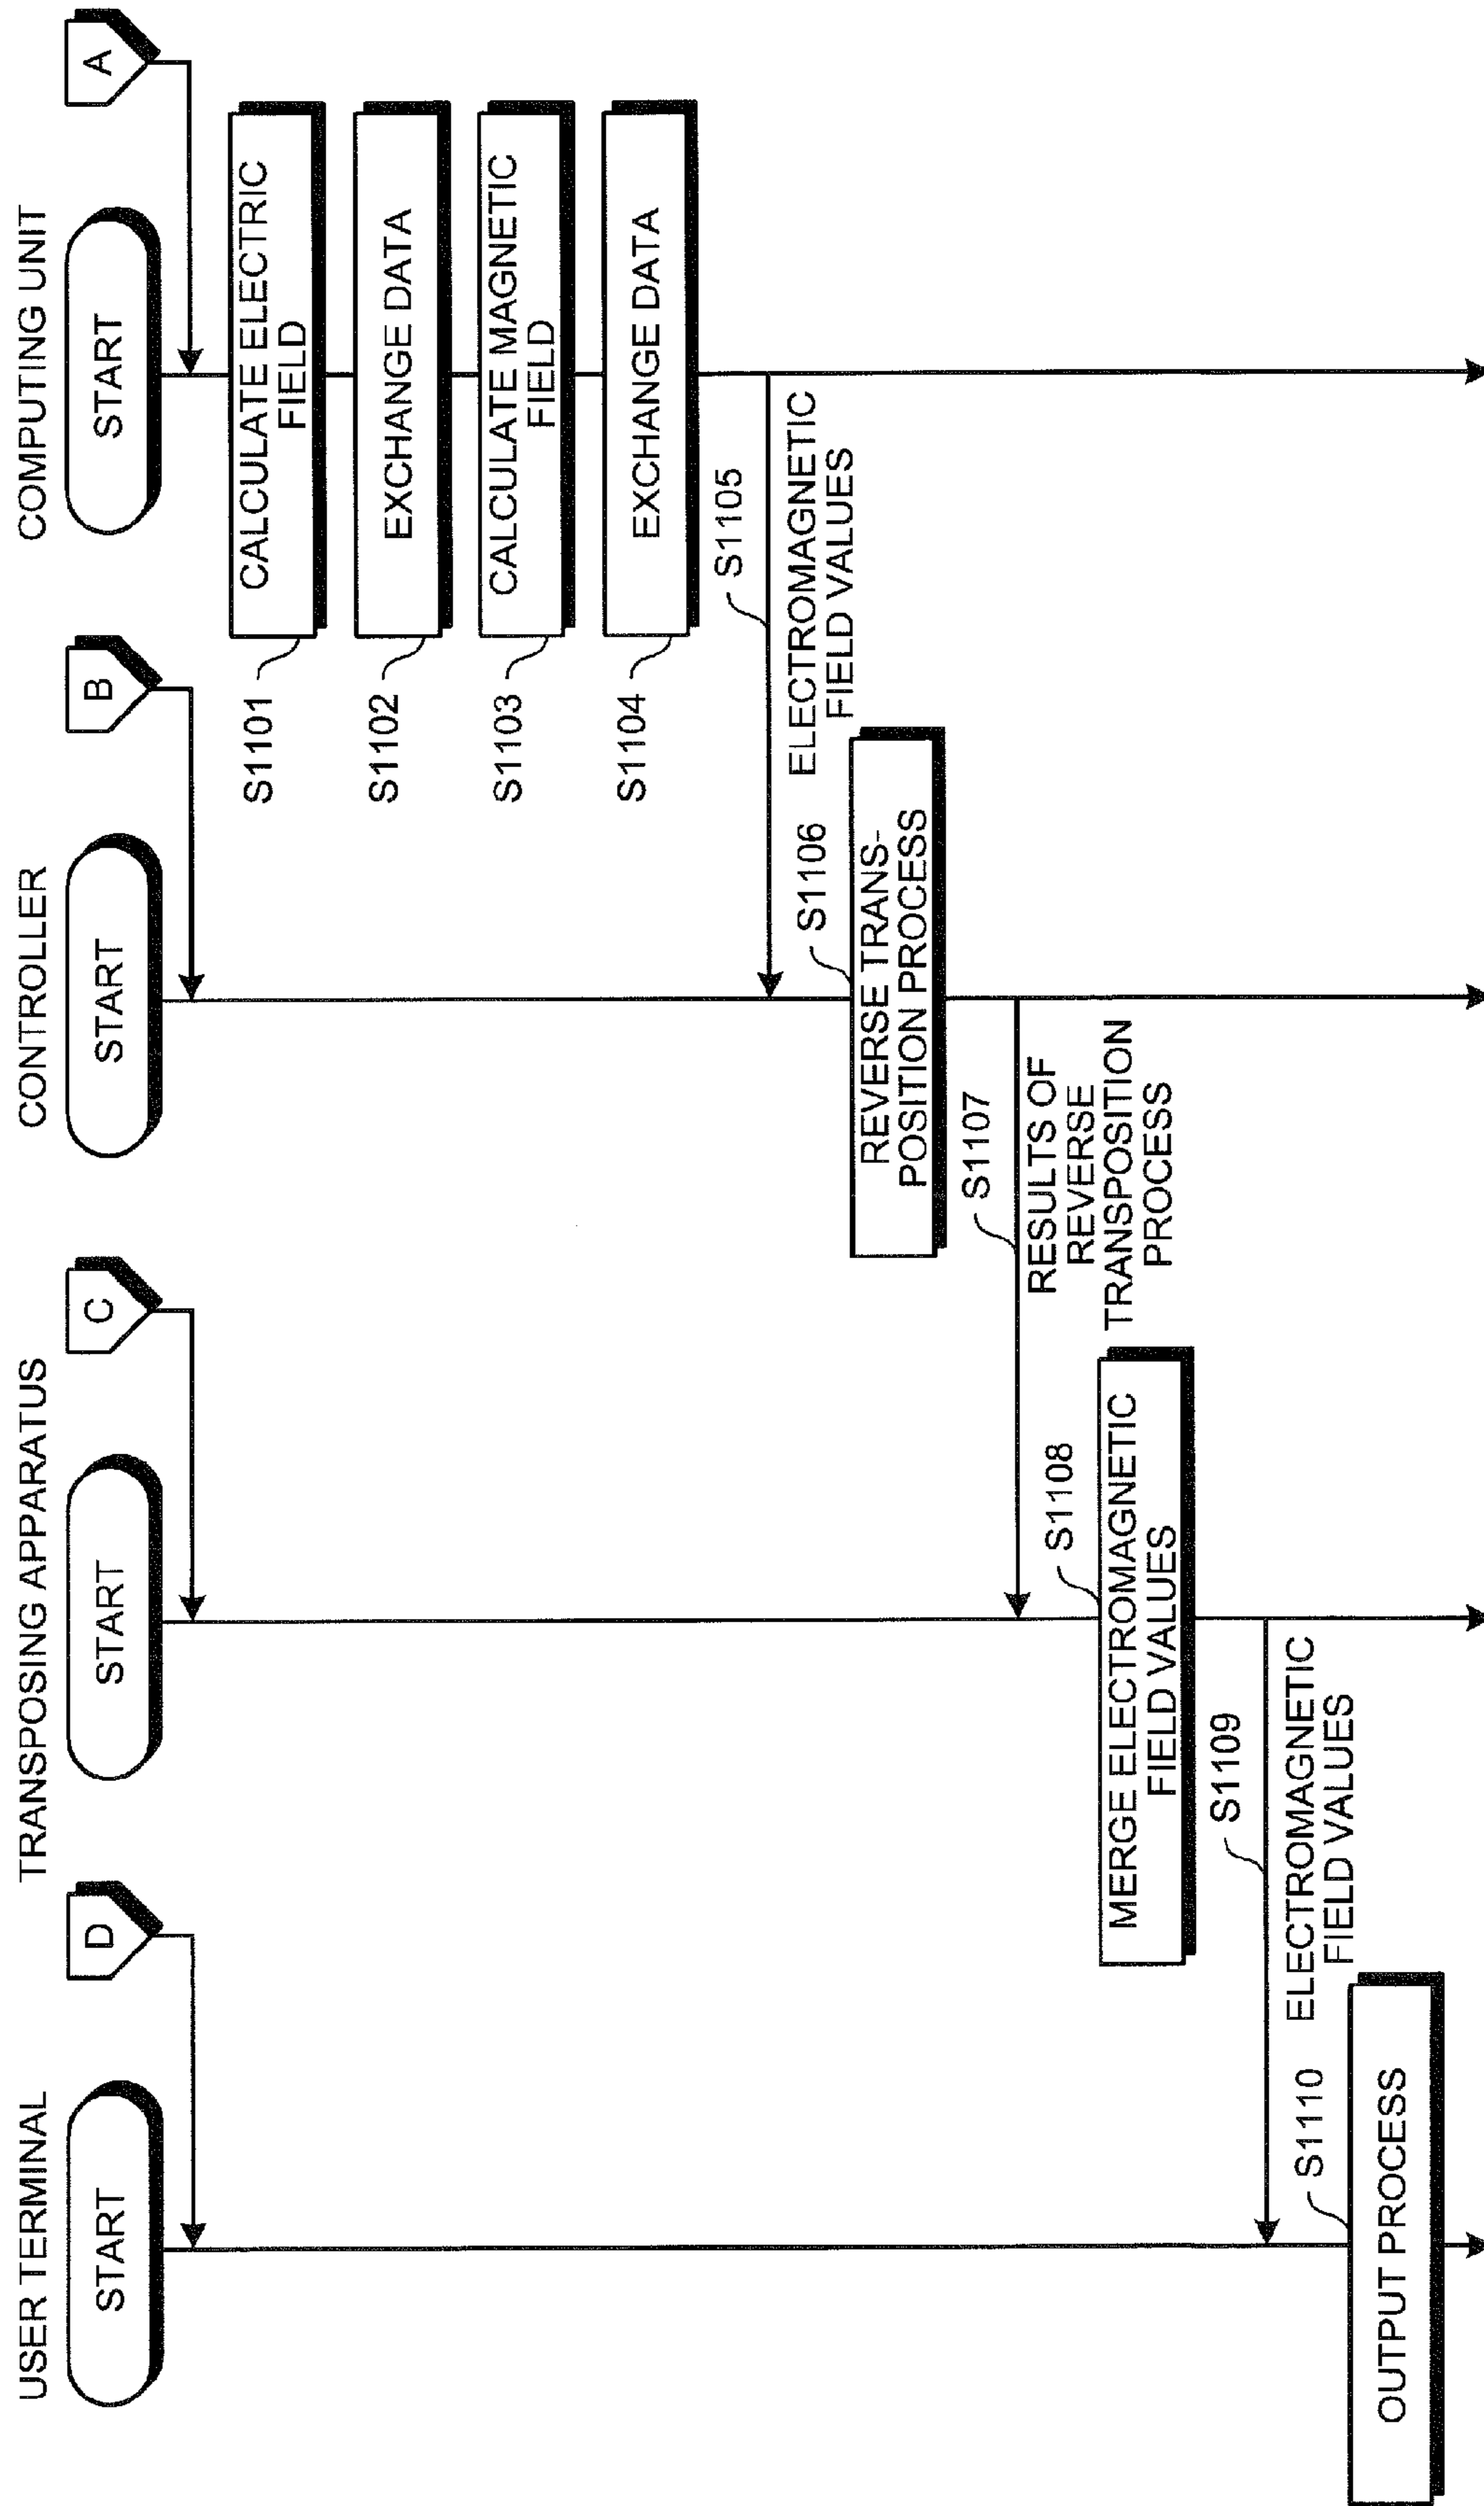 USER TERMINAL
TRANSPOSING APPARATUS
CONTROLLER
COMPUTING UNIT
START
D
START
C
START
B
START
A
CALCULATE ELECTRIC
FIELD
S1101
EXCHANGE DATA
S1102
CALCULATE MAGNETIC
FIELD
S1103
EXCHANGE DATA
S1104
S1105
ELECTROMAGNETIC
FIELD VALUES
S1106
REVERSE TRANS-
POSITION PROCESS
S1107
RESULTS OF
REVERSE
TRANSPOSITION
PROCESS
S1108
MERGE ELECTROMAGNETIC
FIELD VALUES
S1109
ELECTROMAGNETIC
FIELD VALUES
S1110
OUTPUT PROCESS